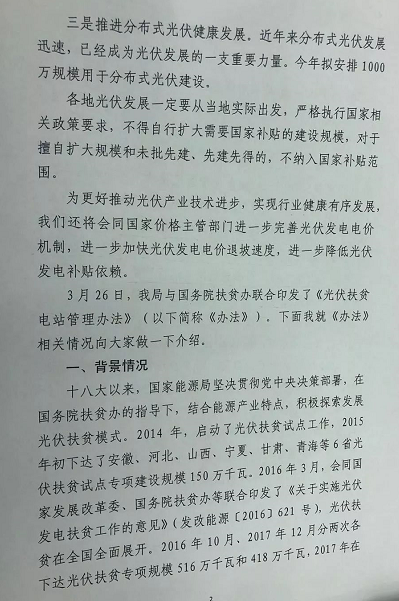 三是推进分布式光伏健康发展。近年来分布式光伏发展
迅速，已经成为光伏发展的一支重要力量。今年拟安排1000
万规模用于分布式光伏建设。
各地光伏发展一定要从当地实际出发，严格执行国家相
关政策要求，不得自行扩大需要国家补贴的建设规模，对于
擅自扩大规模和未批先建、先建先得的，不纳入国家补贴范
围。
为更好推动光伏产业技术进步，实现行业健康有序发展，
我们还将会同国家价格主管部门进一步完善光伏发电电价
机制，进一步加快光伏发电电价退坡速度，进一步降低光伏
发电补贴依赖。
3月26日，我局与国务院扶贫办联合印发了《光伏扶贫
电站管理办法》（以下简称《办法》），下面我就《办法》
相关情况向大家做一下介绍。
一、背景情况
十八大以来，国家能源局坚决贯彻党中央决策部署，在
国务院扶贫办的指导下，结合能源产业特点，积极探索发展
光伏扶贫模式。2014年，启动了光伏扶贫试点工作，2015
年初下达了安徽、河北、山西、宁夏、甘肃、青海等6省光
伏扶贫试点专项建设规模150万千瓦。2016年3月，会同国
家发展改革委、国务院扶贫办等联合印发了《关于实施光伏
发电扶贫工作的意见》（发改能源〔2016〕621号），光伏扶
贫在全国全面展开。2016年10月、2017年12月分两次各
下达光伏扶贫专项规模516万千瓦和418万千瓦，2017年在
2